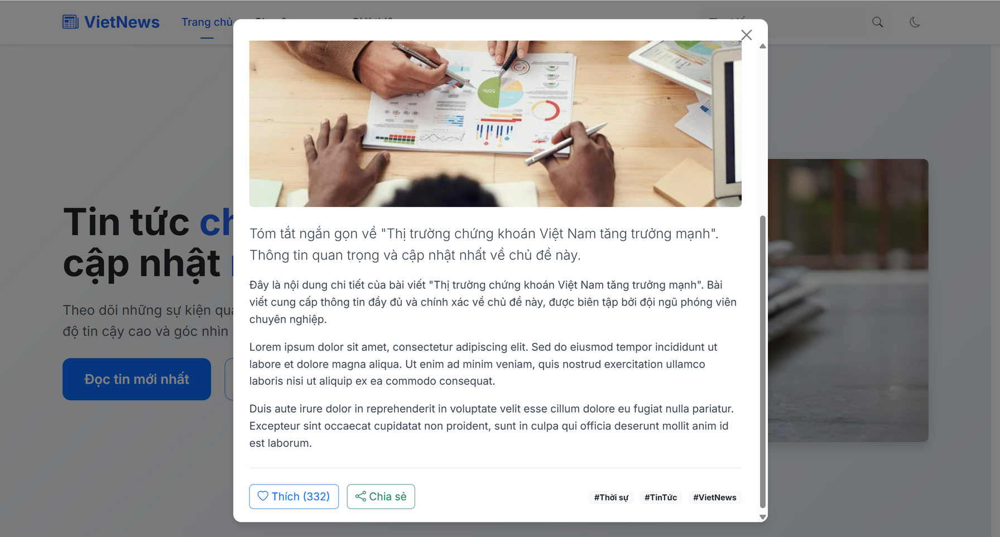 VietNews
Trang chủ
Tin tức
cập nhật
Theo dõi những sự kiện
độ tin cậy cao và góc nhìn
Đọc tin mới nhất
50%
Tóm tắt ngắn gọn về "Thị trường chứng khoán Việt Nam tăng trưởng mạnh".
Thông tin quan trọng và cập nhật nhất về chủ đề này.
Đây là nội dung chi tiết của bài viết "Thị trường chứng khoán Việt Nam tăng trưởng mạnh". Bài
viết cung cấp thông tin đầy đủ và chính xác về chủ đề này, được biên tập bởi đội ngũ phóng viên
chuyên nghiệp.
Lorem ipsum dolor sit amet, consectetur adipiscing elit. Sed do eiusmod tempor incididunt ut
labore et dolore magna aliqua. Ut enim ad minim veniam, quis nostrud exercitation ullamco
laboris nisi ut aliquip ex ea commodo consequat.
Duis aute irure dolor in reprehenderit in voluptate velit esse cillum dolore eu fugiat nulla pariatur.
Excepteur sint occaecat cupidatat non proident, sunt in culpa qui officia deserunt mollit anim id
est laborum.
Thích (332)
Chia sẻ
#Thời sự
#TinTức
#VietNews